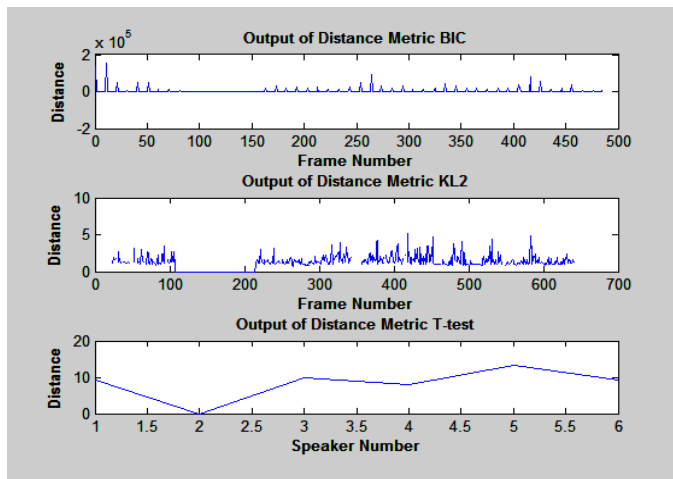 Output of Distance Metric BIC
x 10^5
2
0
-2
Distance
0 50 100 150 200 250 300 350 400 450 500
Frame Number
Output of Distance Metric KL2
10
5
0
Distance
0 100 200 300 400 500 600 700
Frame Number
Output of Distance Metric T-test
20
10
0
Distance
1 1.5 2 2.5 3 3.5 4 4.5 5 5.5 6
Speaker Number